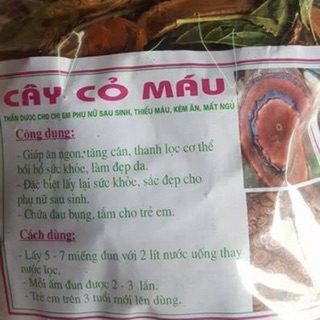 CÂY CỎ MÁU
THẦN DƯỢC CHO CHỊ EM PHỤ NỮ SAU SINH, THIẾU MÁU, KÉM ĂN, MẤT NGỦ
Công dụng:
- Giúp ăn ngon, tăng cân, thanh lọc cơ thể
bồi bổ sức khỏe, làm đẹp da.
- Đặc biệt lấy lại sức khỏe, sắc đẹp cho
phụ nữ sau sinh.
- Chữa đau bụng, tắm cho trẻ em.
Cách dùng:
- Lấy 5 - 7 miếng đun với 2 lít nước uống thay
nước lọc.
- Mỗi ấm đun được 2 - 3 lần.
- Trẻ em trên 3 tuổi mới lên dùng.